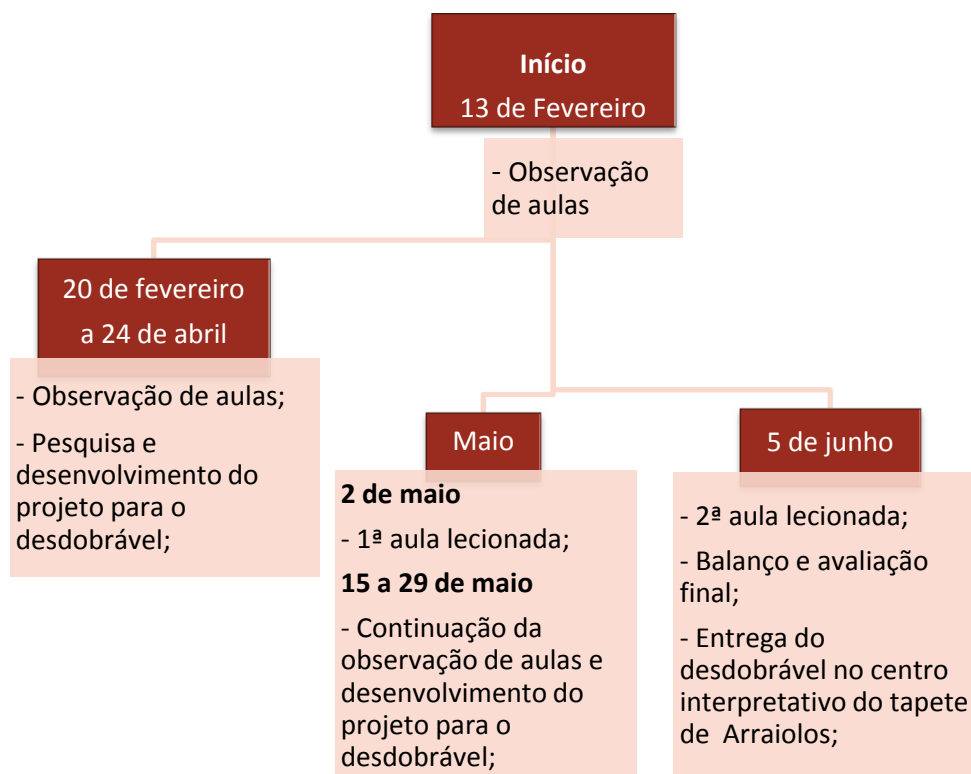 Início
13 de Fevereiro
- Observação
de aulas
20 de fevereiro
a 24 de abril
- Observação de aulas;
- Pesquisa e
desenvolvimento do
projeto para o
desdobrável;
Maio
2 de maio
- 1ª aula lecionada;
15 a 29 de maio
- Continuação da
observação de aulas e
desenvolvimento do
projeto para o
desdobrável;
5 de junho
- 2ª aula lecionada;
- Balanço e avaliação
final;
- Entrega do
desdobrável no centro
interpretativo do tapete
de Arraiolos;